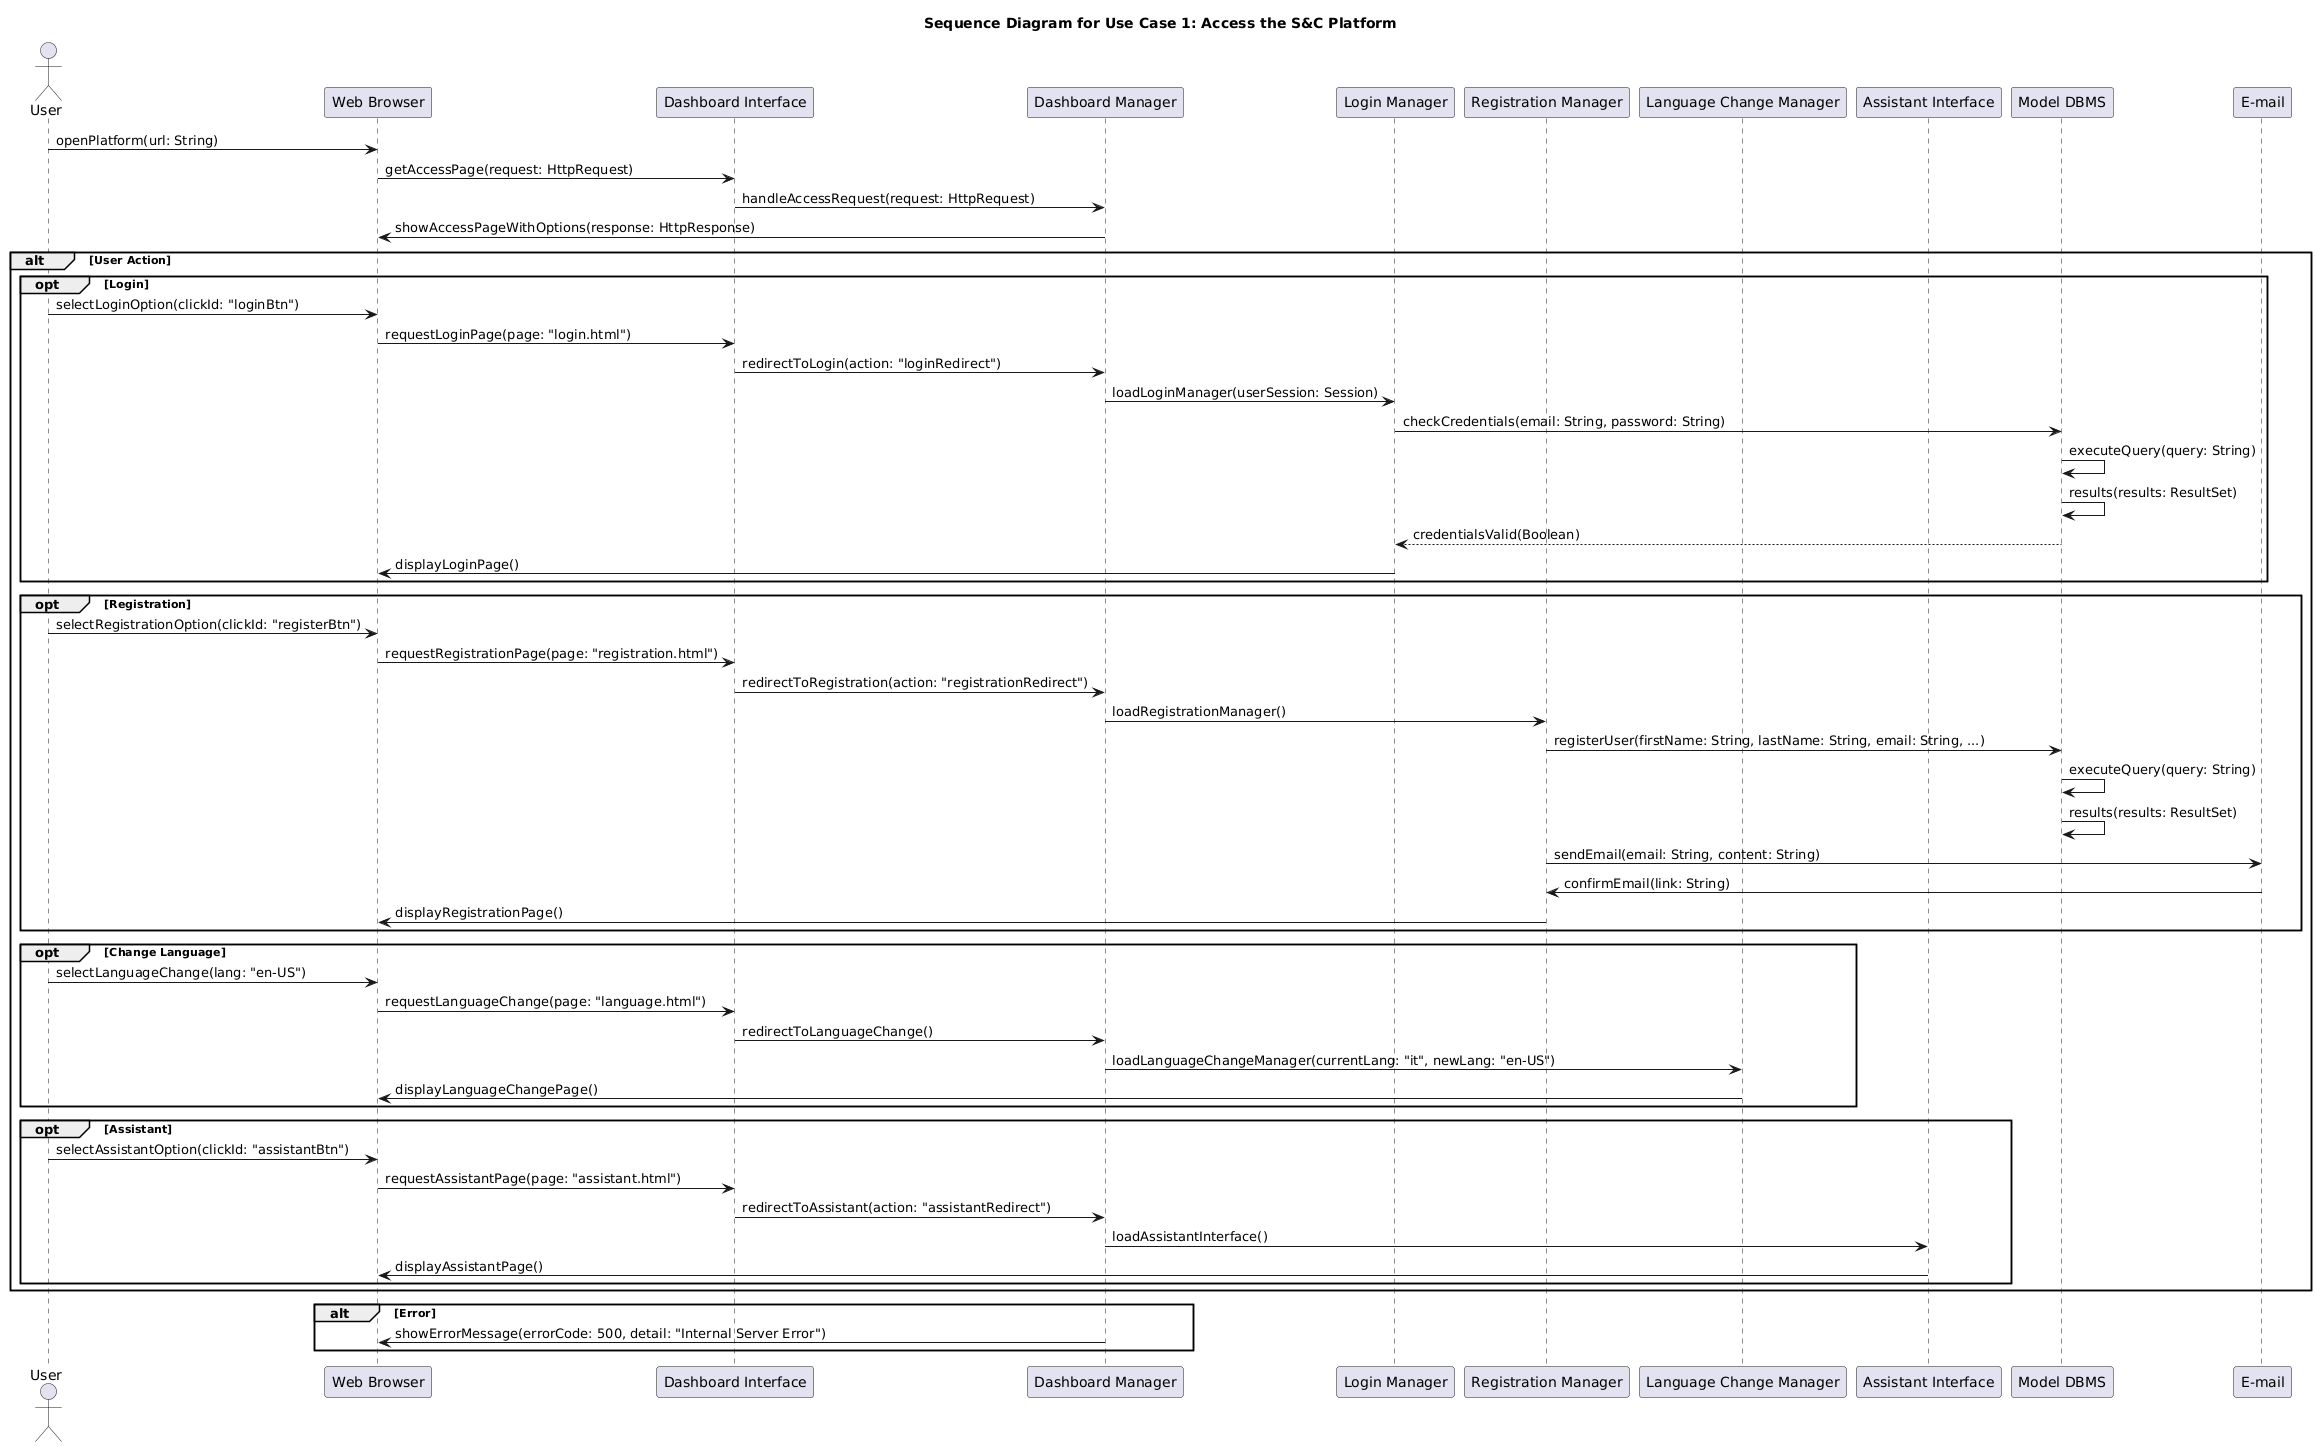 Sequence Diagram for Use Case 1: Access the S&C Platform
User
Web Browser
Dashboard Interface
Dashboard Manager
Login Manager
Registration Manager
Language Change Manager
Assistant Interface
Model DBMS
E-mail
openPlatform(url: String)
getAccessPage(request: HttpRequest)
handleAccessRequest(request: HttpRequest)
showAccessPageWithOptions(response: HttpResponse)
alt [User Action]
opt [Login]
selectLoginOption(clickId: "loginBtn")
requestLoginPage(page: "login.html")
redirectToLogin(action: "loginRedirect")
loadLoginManager(userSession: Session)
checkCredentials(email: String, password: String)
executeQuery(query: String)
results(results: ResultSet)
credentialsValid(Boolean)
displayLoginPage()
opt [Registration]
selectRegistrationOption(clickId: "registerBtn")
requestRegistrationPage(page: "registration.html")
redirectToRegistration(action: "registrationRedirect")
loadRegistrationManager()
registerUser(firstName: String, lastName: String, email: String, ...)
executeQuery(query: String)
results(results: ResultSet)
sendEmail(email: String, content: String)
confirmEmail(link: String)
displayRegistrationPage()
opt [Change Language]
selectLanguageChange(lang: "en-US")
requestLanguageChange(page: "language.html")
redirectToLanguageChange()
loadLanguageChangeManager(currentLang: "it", newLang: "en-US")
displayLanguageChangePage()
opt [Assistant]
selectAssistantOption(clickId: "assistantBtn")
requestAssistantPage(page: "assistant.html")
redirectToAssistant(action: "assistantRedirect")
loadAssistantInterface()
displayAssistantPage()
alt [Error]
showErrorMessage(errorCode: 500, detail: "Internal Server Error")
User
Web Browser
Dashboard Interface
Dashboard Manager
Login Manager
Registration Manager
Language Change Manager
Assistant Interface
Model DBMS
E-mail